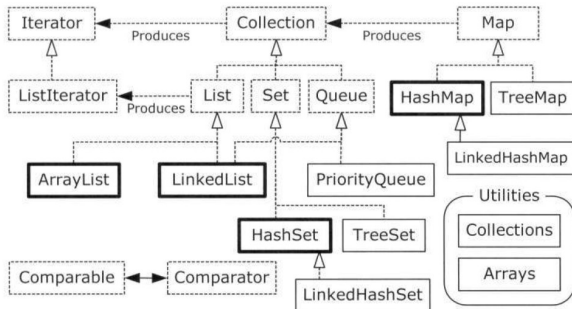 Iterator
Produces
Collection
Produces
Map
ListIterator
Produces
List
Set
Queue
HashMap
TreeMap
ArrayList
LinkedList
PriorityQueue
LinkedHashMap
Utilities
HashSet
TreeSet
Collections
Comparable
Comparator
Arrays
LinkedHashSet